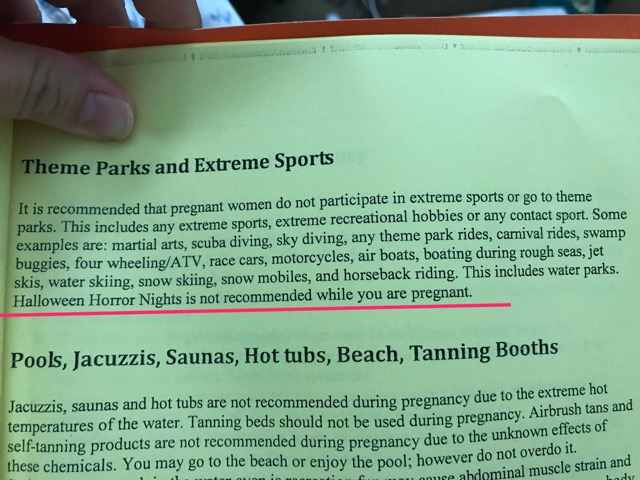 Theme Parks and Extreme Sports
It is recommended that pregnant women do not participate in extreme sports or go to theme
parks. This includes any extreme sports, extreme recreational hobbies or any contact sport. Some
examples are: martial arts, scuba diving, sky diving, any theme park rides, carnival rides, swamp
buggies, four wheeling/ATV, race cars, motorcycles, air boats, boating during rough seas, jet
skis, water skiing, snow skiing, snow mobiles, and horseback riding. This includes water parks.
Halloween Horror Nights is not recommended while you are pregnant.
Pools, Jacuzzis, Saunas, Hot tubs, Beach, Tanning Booths
Jacuzzis, saunas and hot tubs are not recommended during pregnancy due to the extreme hot
temperatures of the water. Tanning beds should not be used during pregnancy. Airbrush tans and
self-tanning products are not recommended during pregnancy due to the unknown effects of
these chemicals. You may go to the beach or enjoy the pool; however do not overdo it.
abdominal muscle strain and